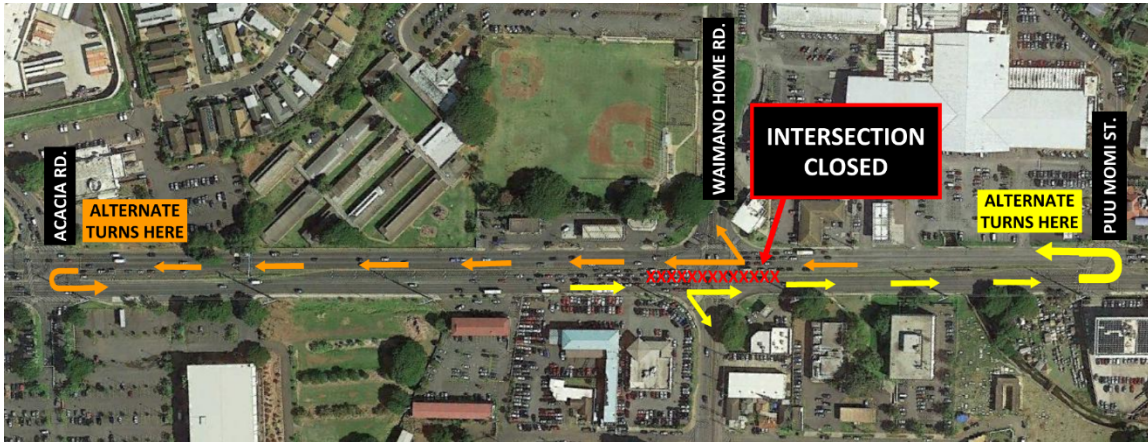 ACACIA RD.
ALTERNATE
TURNS HERE
WAIMANO HOME RD.
INTERSECTION
CLOSED
XXXXXXXXXXXXX
ALTERNATE
TURNS HERE
PUU MOMI ST.